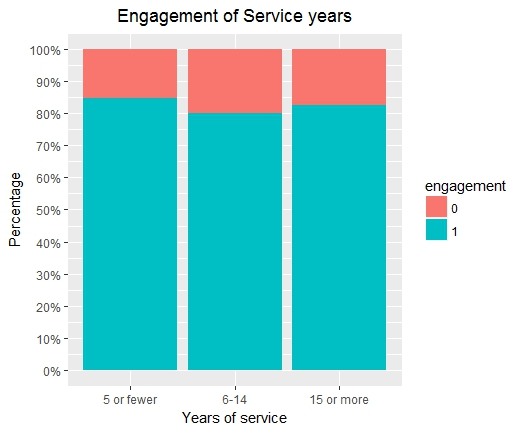 Engagement of Service years
100%
90%
80%
70%
60%
50%
40%
30%
20%
10%
0%
Percentage
5 or fewer
6-14
15 or more
Years of service
engagement
0
1